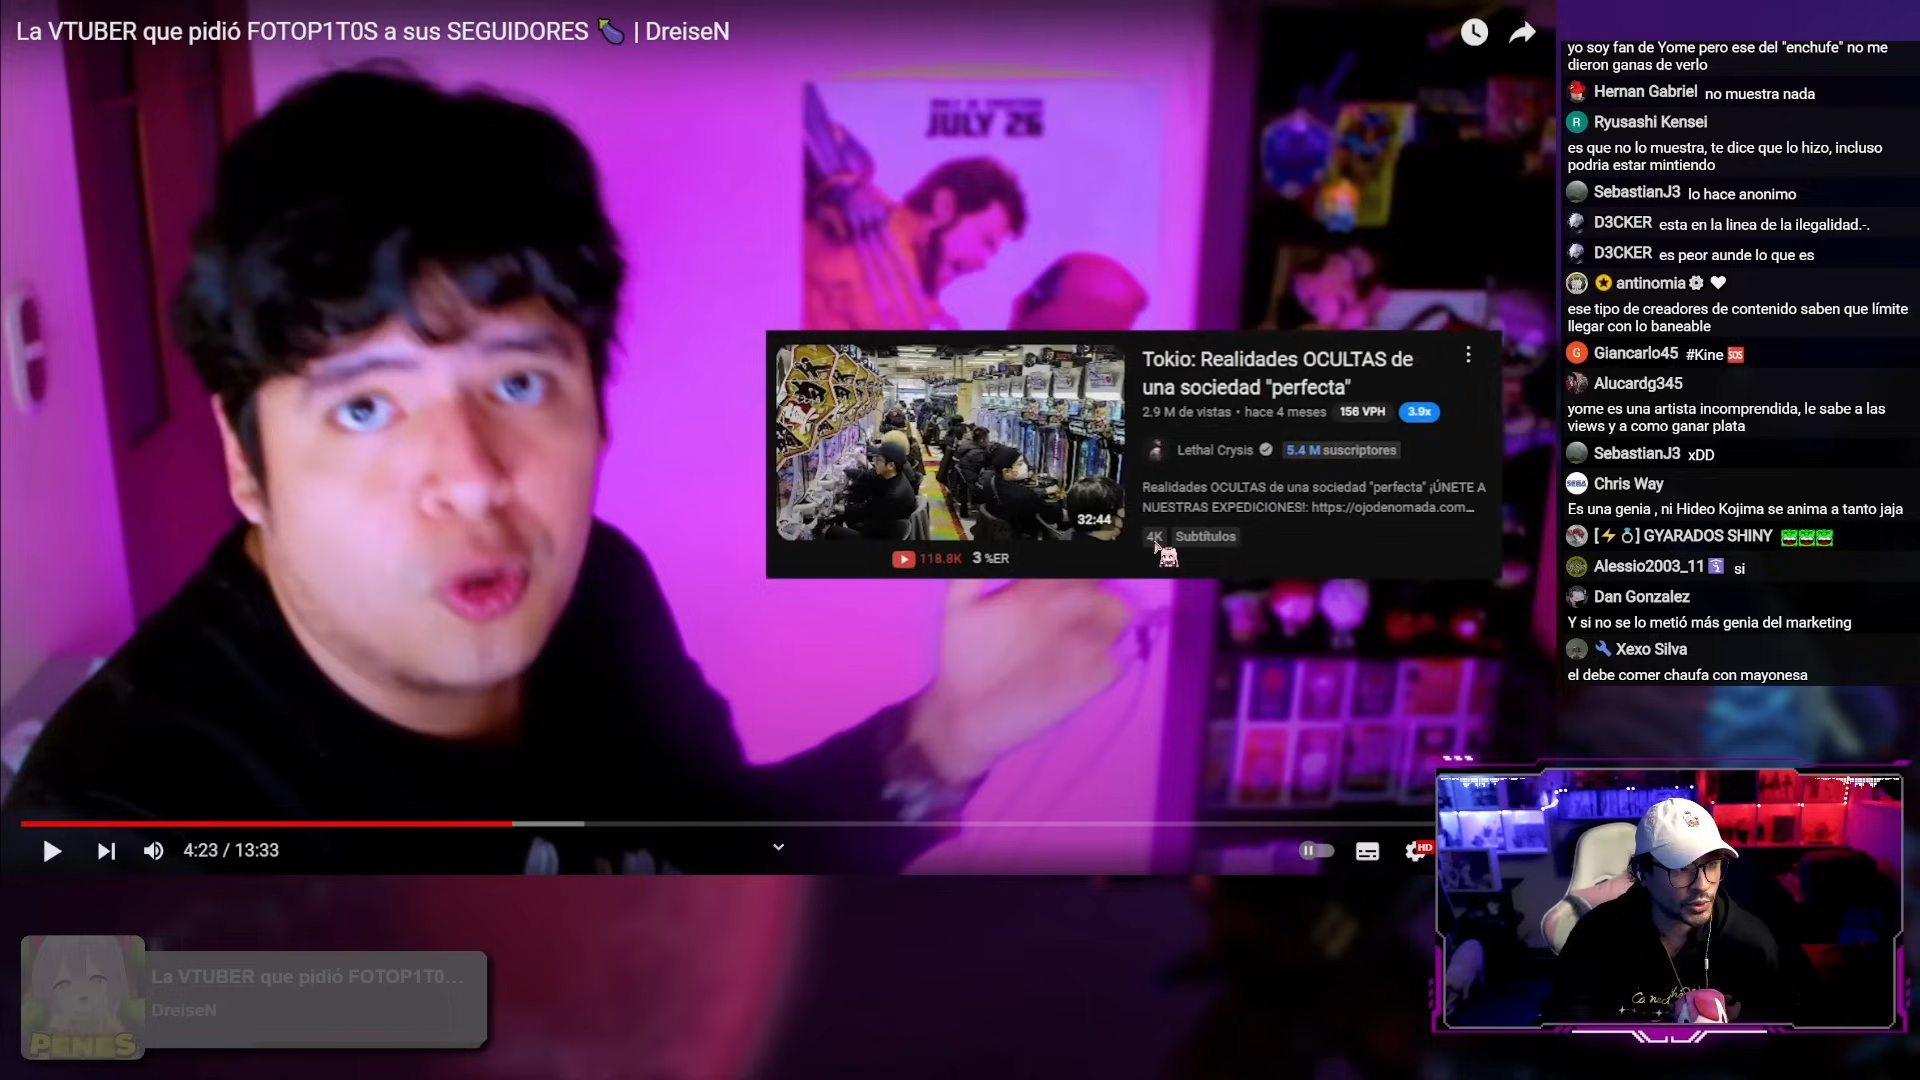 La VTUBER que pidió FOTOP1T0S a sus SEGUIDORES 🍆 | DreiseN
JULY 26
Tokio: Realidades OCULTAS de
una sociedad "perfecta"
2.9 M de vistas • hace 4 meses 156 VPH 3.9x
Lethal Crysis
5.4 M suscriptores
Realidades OCULTAS de una sociedad "perfecta" ¡ÚNETE A
NUESTRAS EXPEDICIONES!: https://ojodenomada.com...
4K Subtítulos
32:44
118.8K 3 %ER
4:23 / 13:33
HD
La VTUBER que pidió FOTOP1T0...
DreiseN
PENES
yo soy fan de Yome pero ese del "enchufe" no me
dieron ganas de verlo
Hernan Gabriel no muestra nada
R Ryusashi Kensei
es que no lo muestra, te dice que lo hizo, incluso
podria estar mintiendo
SebastianJ3 lo hace anonimo
D3CKER esta en la linea de la ilegalidad.-.
D3CKER es peor aunde lo que es
antinomia
ese tipo de creadores de contenido saben que límite
llegar con lo baneable
G Giancarlo45 #Kine 🆘
Alucardg345
yome es una artista incomprendida, le sabe a las
views y a como ganar plata
SebastianJ3 xDD
SEGA Chris Way
Es una genia , ni Hideo Kojima se anima a tanto jaja
[⚡💍] GYARADOS SHINY
Alessio2003_11 si
Dan Gonzalez
Y si no se lo metió más genia del marketing
Xexo Silva
el debe comer chaufa con mayonesa